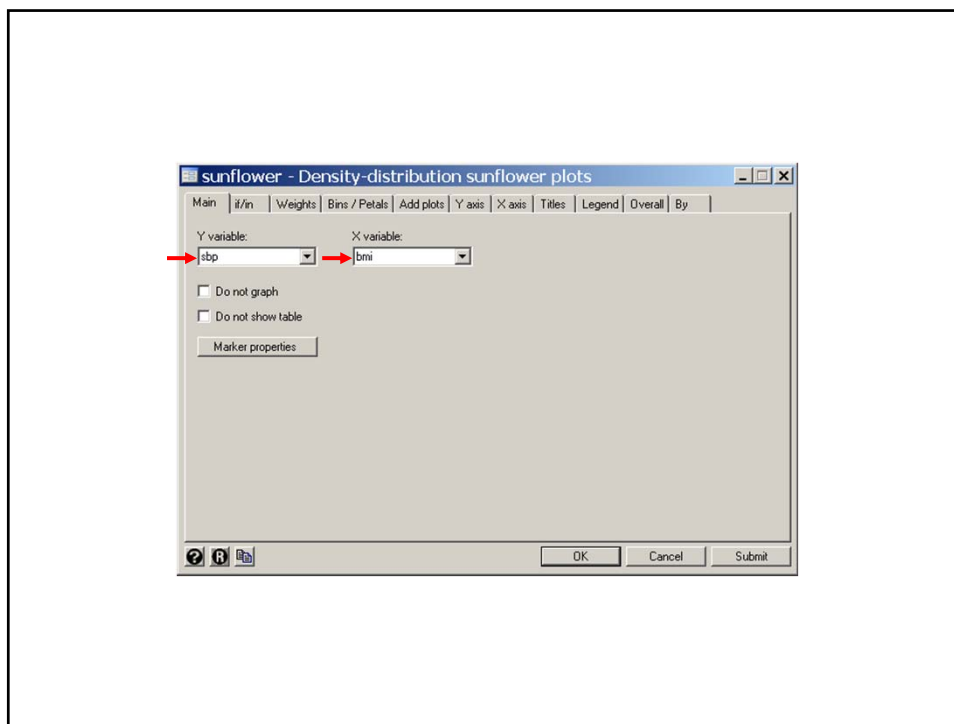 sunflower - Density-distribution sunflower plots
Main if/in Weights Bins / Petals Add plots Y axis X axis Titles Legend Overall By
Y variable: X variable:
sbp bmi
Do not graph
Do not show table
Marker properties
? R OK Cancel Submit